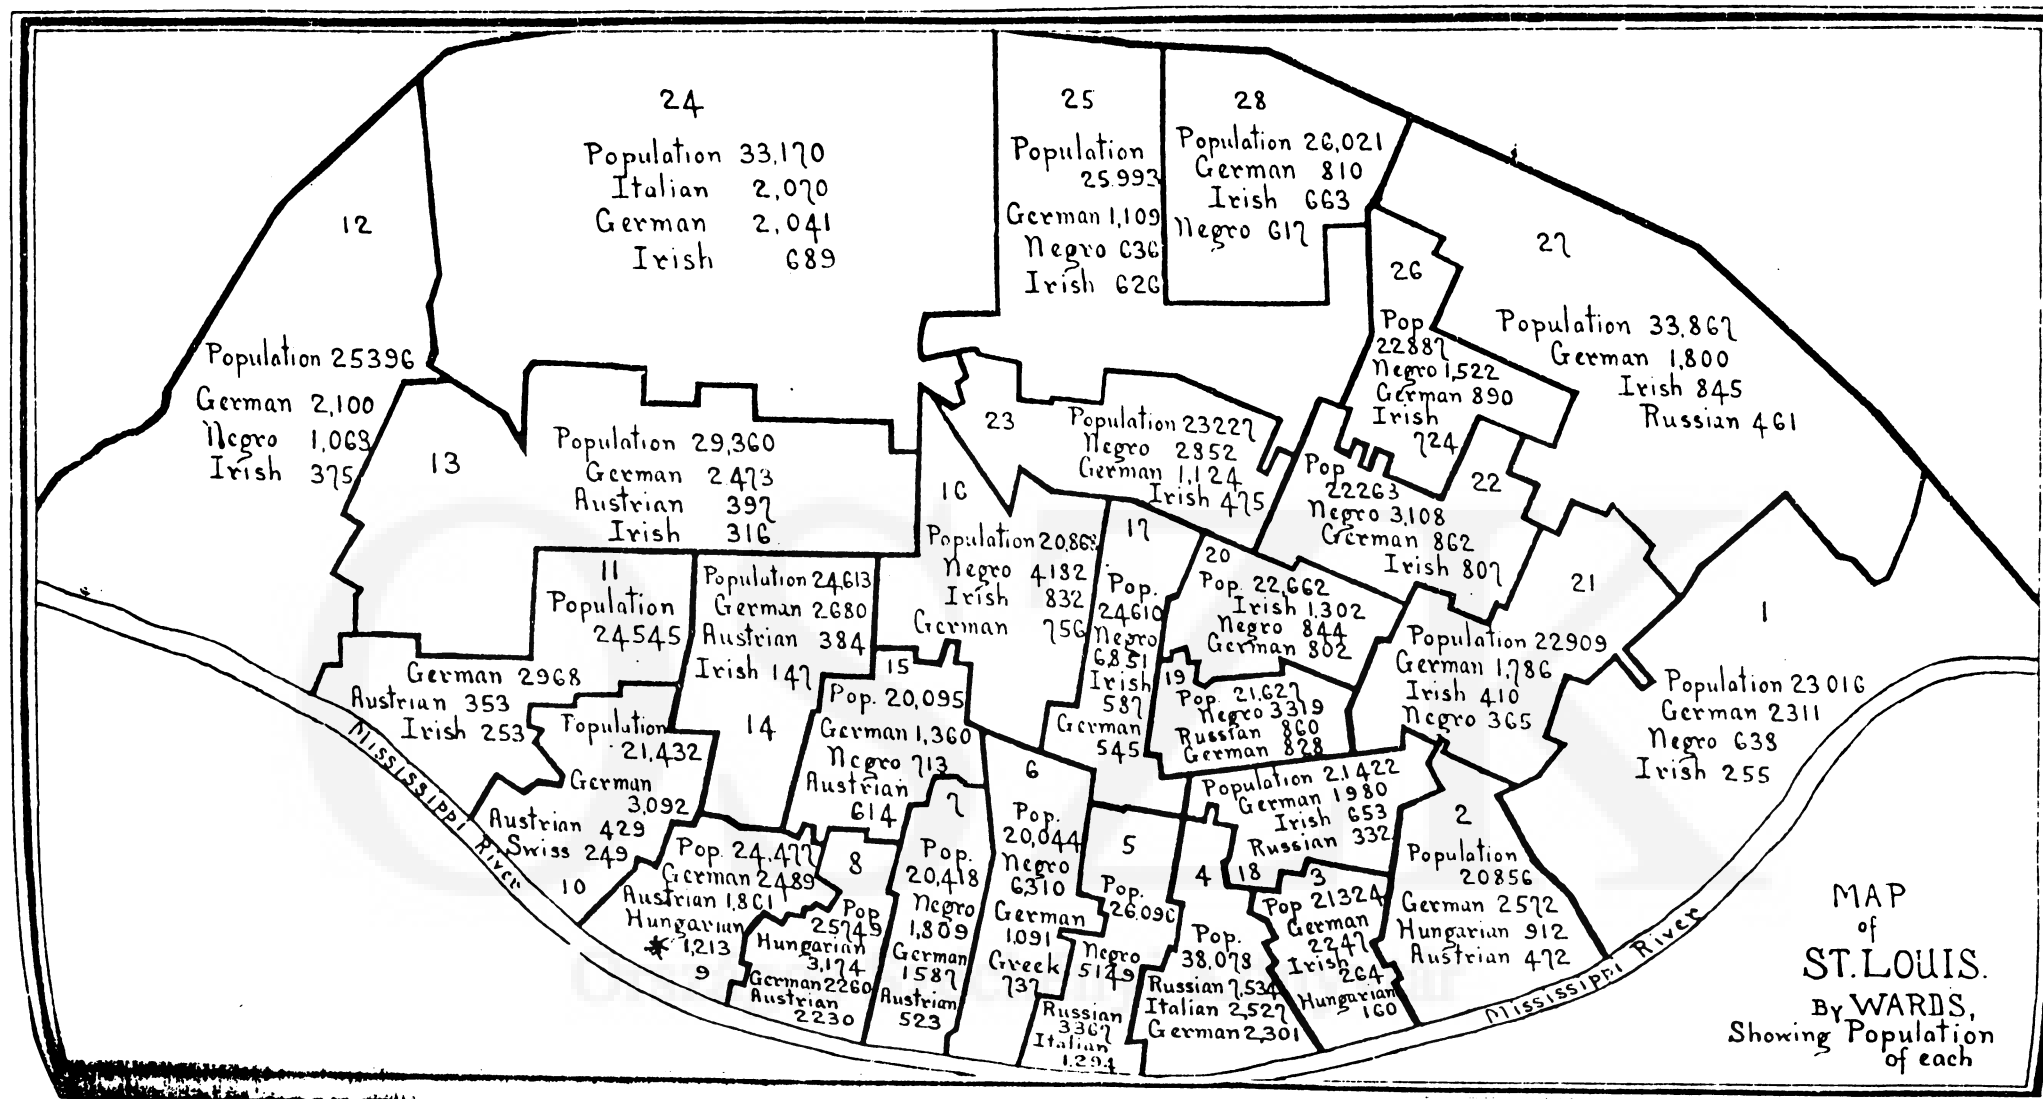 24
Population 33,170
Italian 2,070
German 2,041
Irish 689
25
Population
25.993
German 1,109
Negro 636
Irish 626
28
Population 26,021
German 810
Irish 663
Negro 617
12
Population 25396
German 2,100
Negro 1,063
Irish 375
27
Population 33,867
German 1,800
Irish 845
Russian 461
26
Pop
22887
Negro 1,522
German 890
Irish
724
13
Population 29,360
German 2473
Austrian 397
Irish 316
23
Population 23227
Negro 2852
German 1,124
Irish 475
22
Pop
22263
Negro 3,108
German 862
Irish 807
16
Population 20,868
Negro 4182
Irish 832
German 756
17
Pop.
24610
Negro
6851
Irish
587
German
545
20
Pop. 22,662
Irish 1,302
Negro 844
German 802
21
Population 22909
German 1,786
Irish 410
Negro 365
1
Population 23016
German 2311
Negro 638
Irish 255
11
Population
24545
German 2968
Austrian 353
Irish 253
Population 24,613
German 2680
Austrian 384
Irish 147
14
15
Pop. 20,095
German 1,360
Negro 713
Austrian
614
19
Pop. 21,627
Negro 3319
Russian 860
German 828
Population
21,432
German
3,092
Austrian 429
Swiss 249
10
Population 21422
German 1980
Irish 653
Russian 332
18
2
Population
20856
German 2572
Hungarian 912
Austrian 472
Pop. 24,477
German 2489
Austrian 1,861
Hungarian
* 1,213
9
8
Pop
25749
Hungarian
3,174
German 2260
Austrian
2230
7
Pop.
20,418
Negro
1,809
German
1587
Austrian
523
6
Pop.
20,044
Negro
6,310
German
1,091
Greek
737
5
Pop.
26,096
Negro
5149
Russian
3367
Italian
1,294
4
Pop.
38,078
Russian 7,534
Italian 2,527
German 2,301
3
Pop 21324
German
2247
Irish
264
Hungarian
160
Mississippi River
Mississippi River
MAP
of
ST. LOUIS.
By WARDS,
Showing Population
of each
OSZK